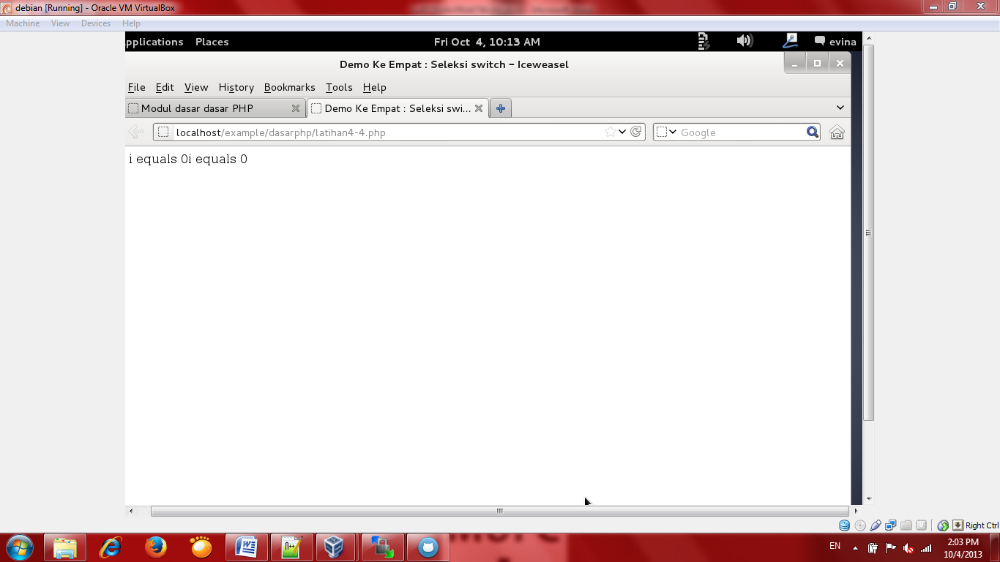 debian [Running] - Oracle VM VirtualBox
Machine View Devices Help
pplications Places Fri Oct 4, 10:13 AM evina
Demo Ke Empat : Seleksi switch - Iceweasel
File Edit View History Bookmarks Tools Help
Modul dasar dasar PHP Demo Ke Empat : Seleksi swi...
localhost/example/dasarphp/latihan4-4.php Google
i equals 0i equals 0
Right Ctrl
EN 2:03 PM
10/4/2013